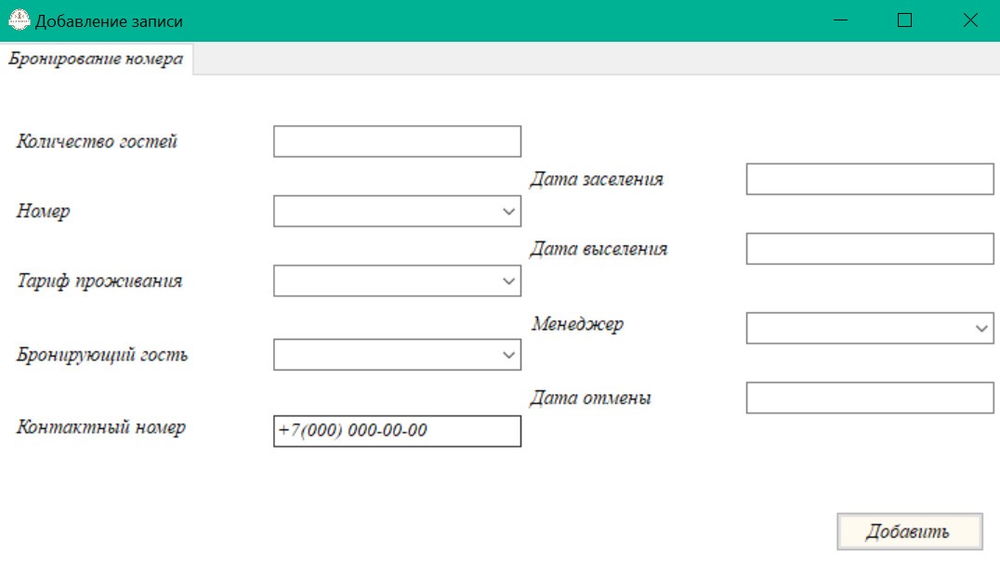 Добавление записи
Бронирование номера
Количество гостей
Номер
Тариф проживания
Бронирующий гость
Контактный номер
+7(000) 000-00-00
Дата заселения
Дата выселения
Менеджер
Дата отмены
Добавить